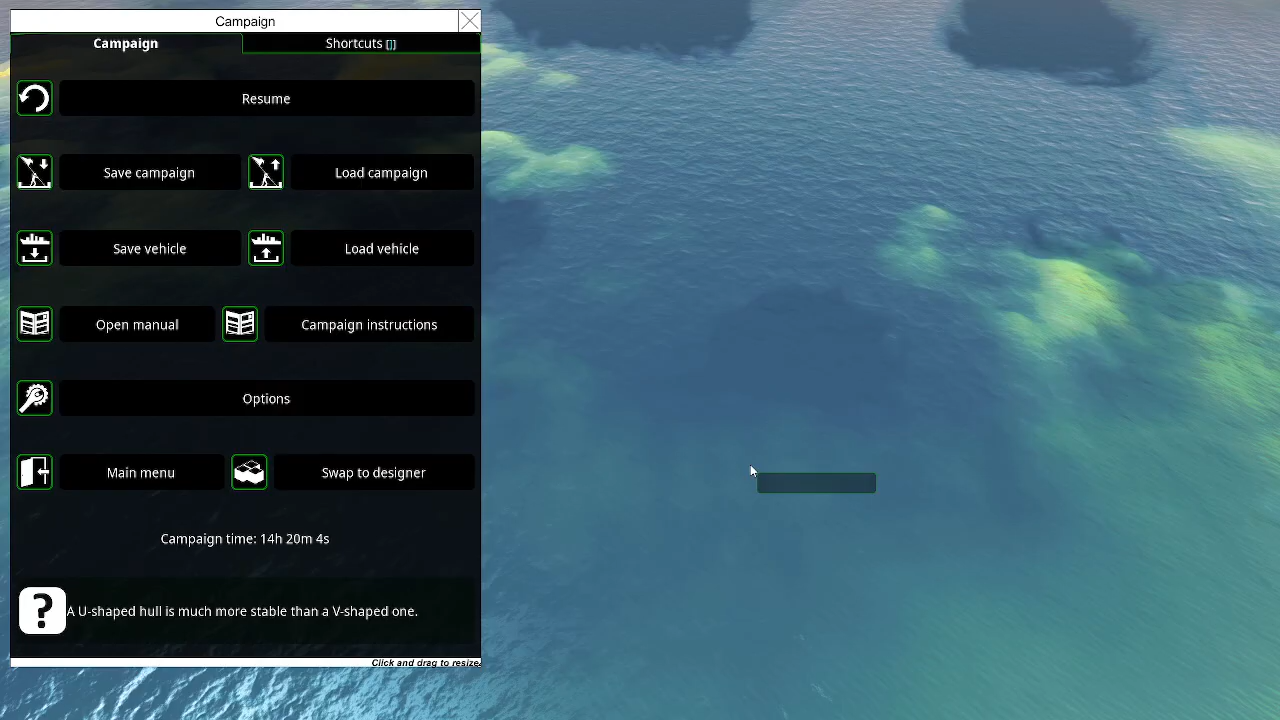 Campaign
Campaign
Shortcuts []]
Resume
Save campaign
Load campaign
Save vehicle
Load vehicle
Open manual
Campaign instructions
Options
Main menu
Swap to designer
Campaign time: 14h 20m 4s
? A U-shaped hull is much more stable than a V-shaped one.
Click and drag to resize.